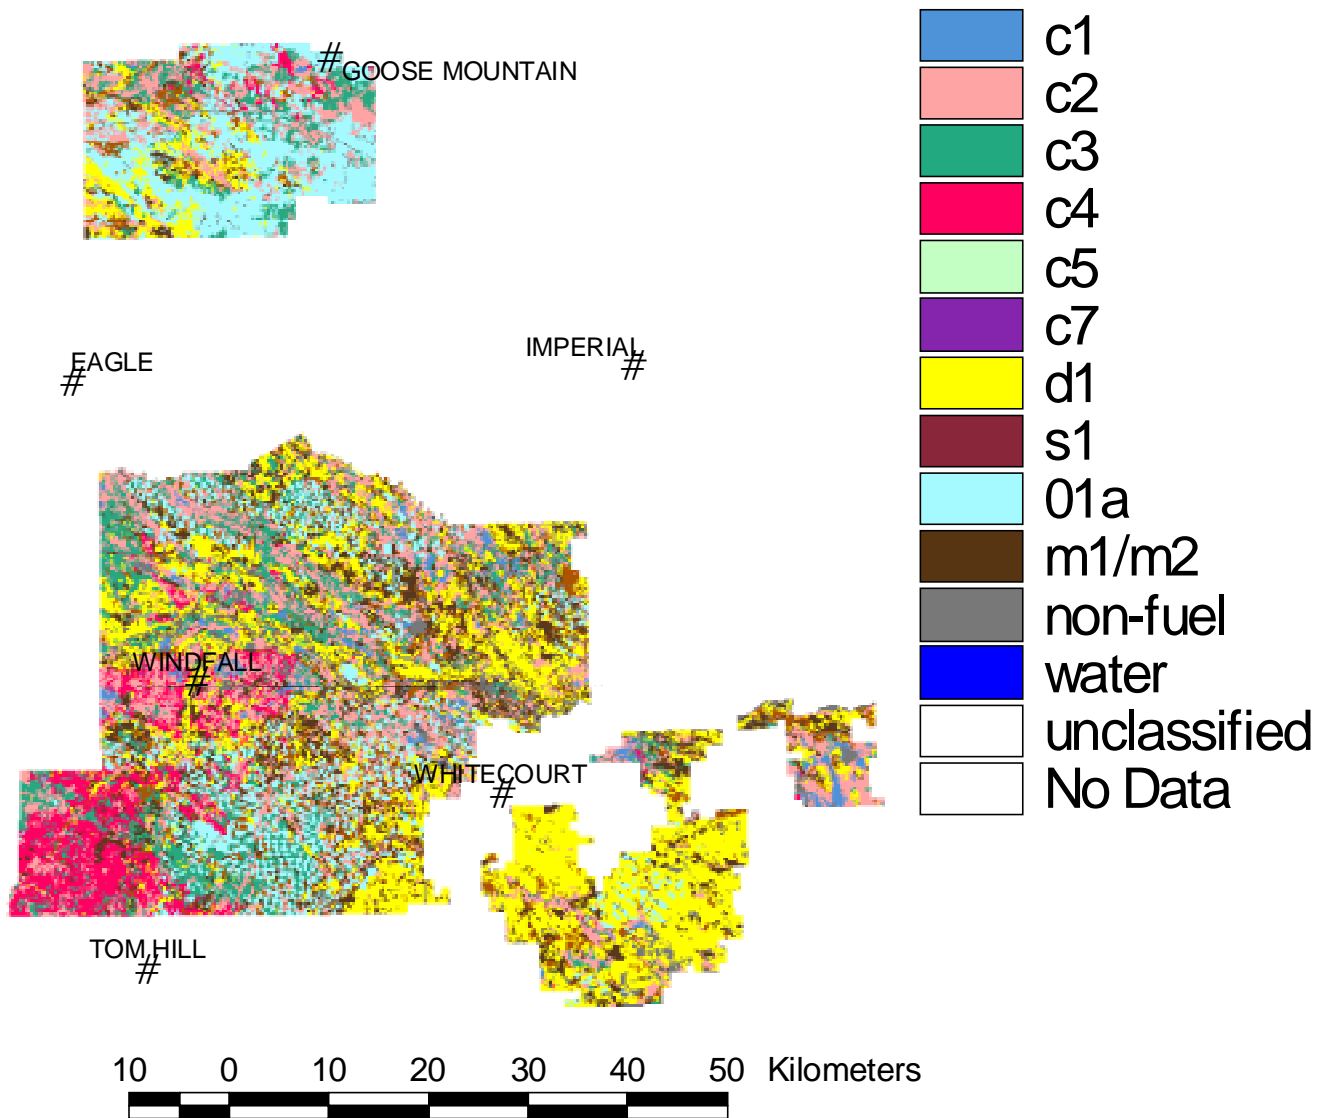 #
GOOSE MOUNTAIN
EAGLE
#
IMPERIAL
#
WINDFALL
#
WHITECOURT
#
TOM HILL
#
10 0 10 20 30 40 50 Kilometers
c1
c2
c3
c4
c5
c7
d1
s1
01a
m1/m2
non-fuel
water
unclassified
No Data